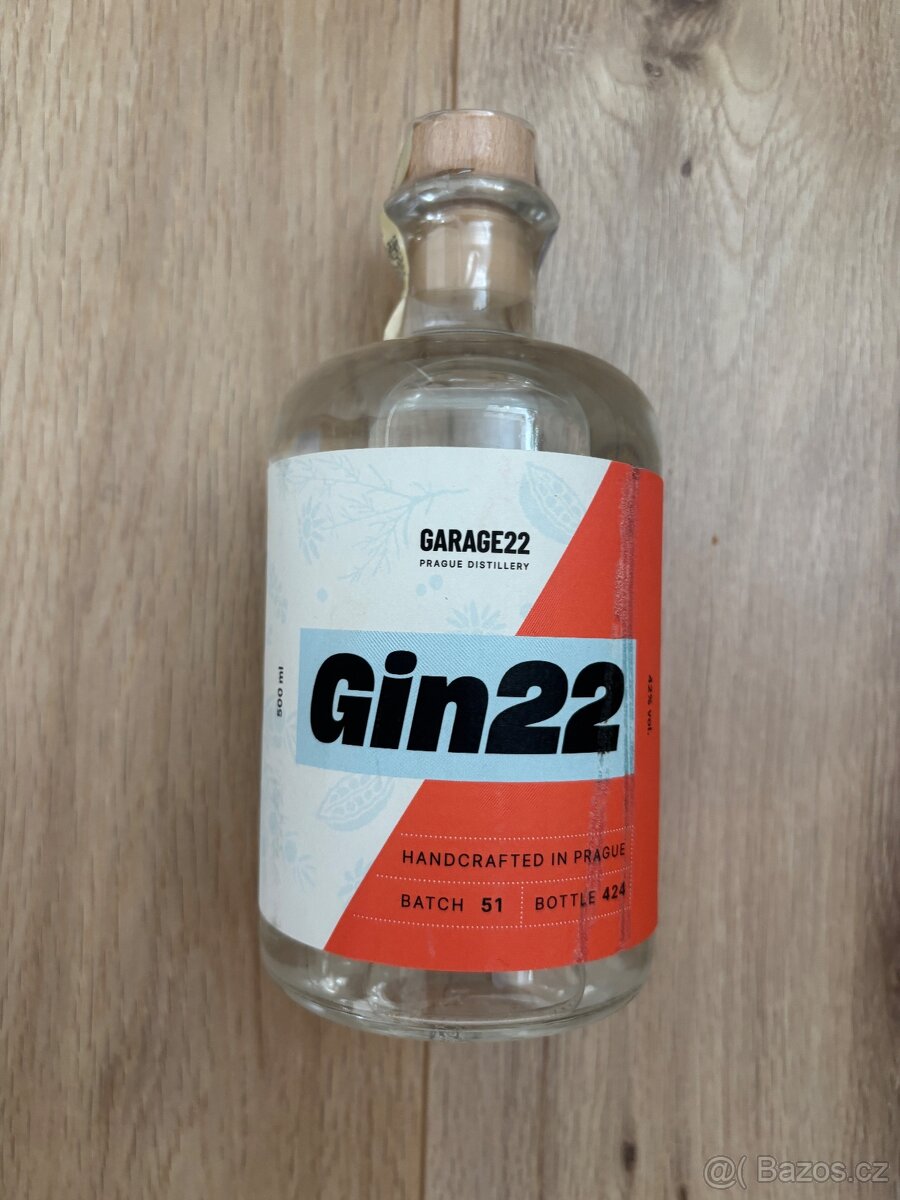 GARAGE22
PRAGUE DISTILLERY
500 ml
Gin22
42% vol.
HANDCRAFTED IN PRAGUE
BATCH 51
BOTTLE 424
@( Bazos.cz